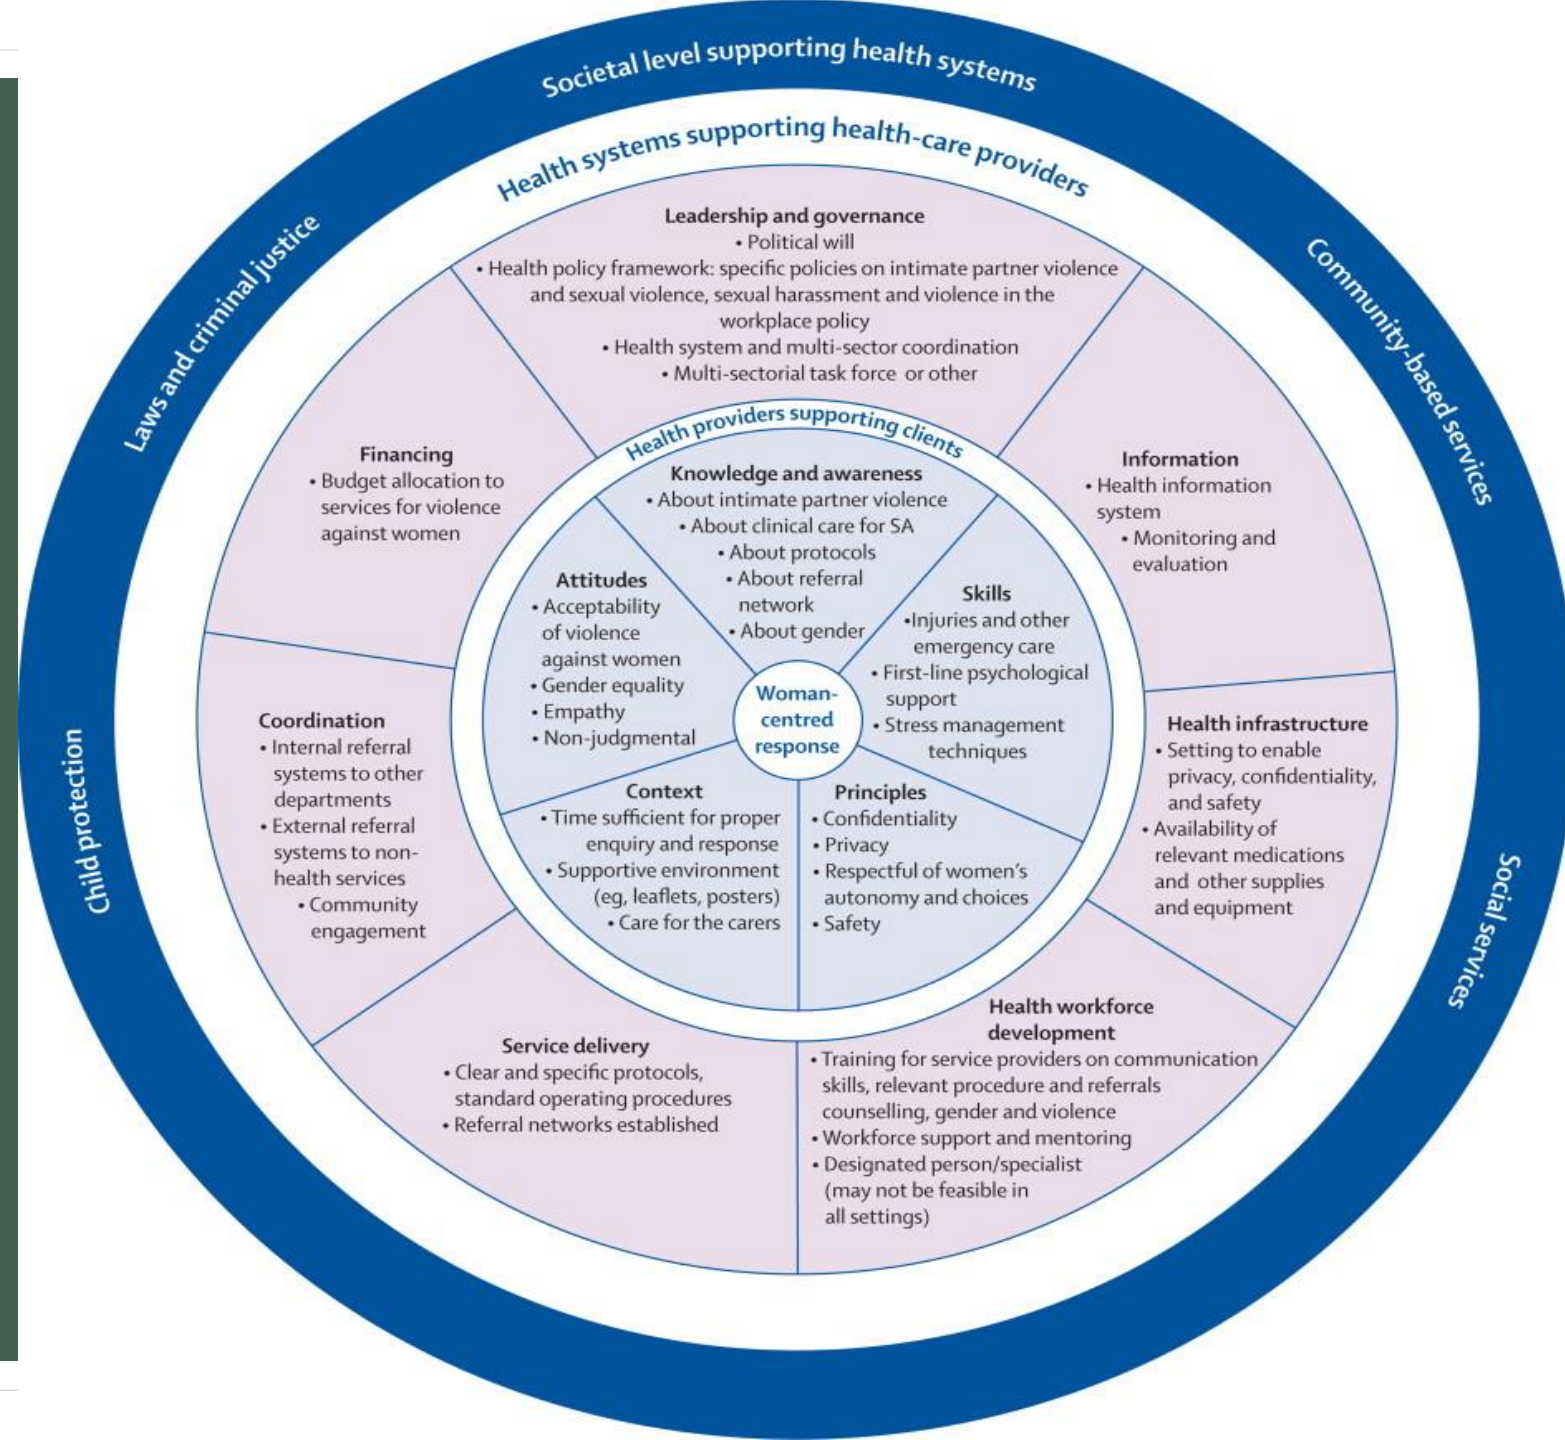 Societal level supporting health systems
Laws and criminal justice
Community-based services
Child protection
Social services
Health systems supporting health-care providers
Leadership and governance
• Political will
• Health policy framework: specific policies on intimate partner violence
and sexual violence, sexual harassment and violence in the
workplace policy
• Health system and multi-sector coordination
• Multi-sectorial task force or other
Financing
• Budget allocation to
services for violence
against women
Information
• Health information
system
• Monitoring and
evaluation
Coordination
• Internal referral
systems to other
departments
• External referral
systems to non-
health services
• Community
engagement
Health infrastructure
• Setting to enable
privacy, confidentiality,
and safety
• Availability of
relevant medications
and other supplies
and equipment
Service delivery
• Clear and specific protocols,
standard operating procedures
• Referral networks established
Health workforce
development
• Training for service providers on communication
skills, relevant procedure and referrals
counselling, gender and violence
• Workforce support and mentoring
• Designated person/specialist
(may not be feasible in
all settings)
Health providers supporting clients
Knowledge and awareness
• About intimate partner violence
• About clinical care for SA
• About protocols
• About referral
network
• About gender
Attitudes
• Acceptability
of violence
against women
• Gender equality
• Empathy
• Non-judgmental
Skills
•Injuries and other
emergency care
• First-line psychological
support
• Stress management
techniques
Context
• Time sufficient for proper
enquiry and response
• Supportive environment
(eg, leaflets, posters)
• Care for the carers
Principles
• Confidentiality
• Privacy
• Respectful of women's
autonomy and choices
• Safety
Woman-
centred
response